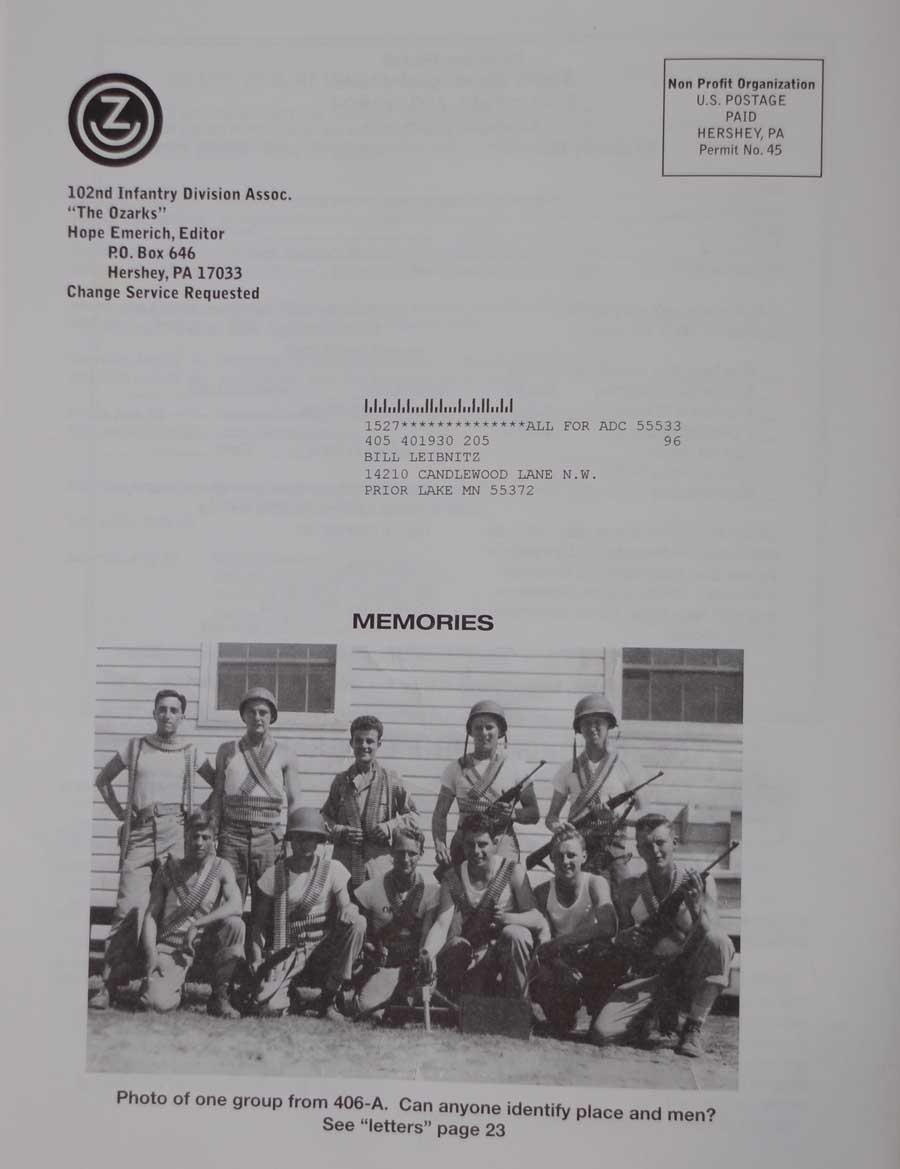 Z
Non Profit Organization
U.S. POSTAGE
PAID
HERSHEY, PA
Permit No. 45
102nd Infantry Division Assoc.
“The Ozarks”
Hope Emerich, Editor
P.O. Box 646
Hershey, PA 17033
Change Service Requested
1527**************ALL FOR ADC 55533
405 401930 205 96
BILL LEIBNITZ
14210 CANDLEWOOD LANE N.W.
PRIOR LAKE MN 55372
MEMORIES
Photo of one group from 406-A. Can anyone identify place and men?
See “letters” page 23